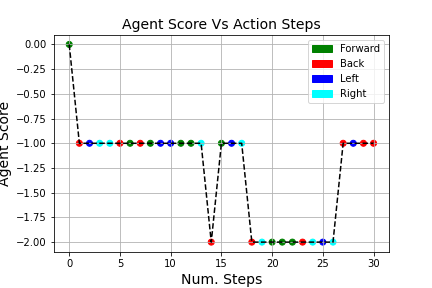 Agent Score Vs Action Steps
0.00
−0.25
−0.50
−0.75
−1.00
−1.25
−1.50
−1.75
−2.00
Agent Score
Forward
Back
Left
Right
0 5 10 15 20 25 30
Num. Steps